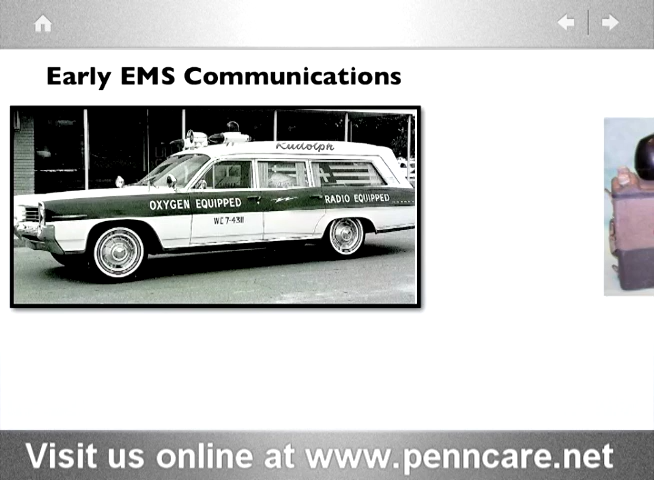 Early EMS Communications
Rudolph
OXYGEN EQUIPPED
RADIO EQUIPPED
WE 7-4311
Visit us online at www.penncare.net